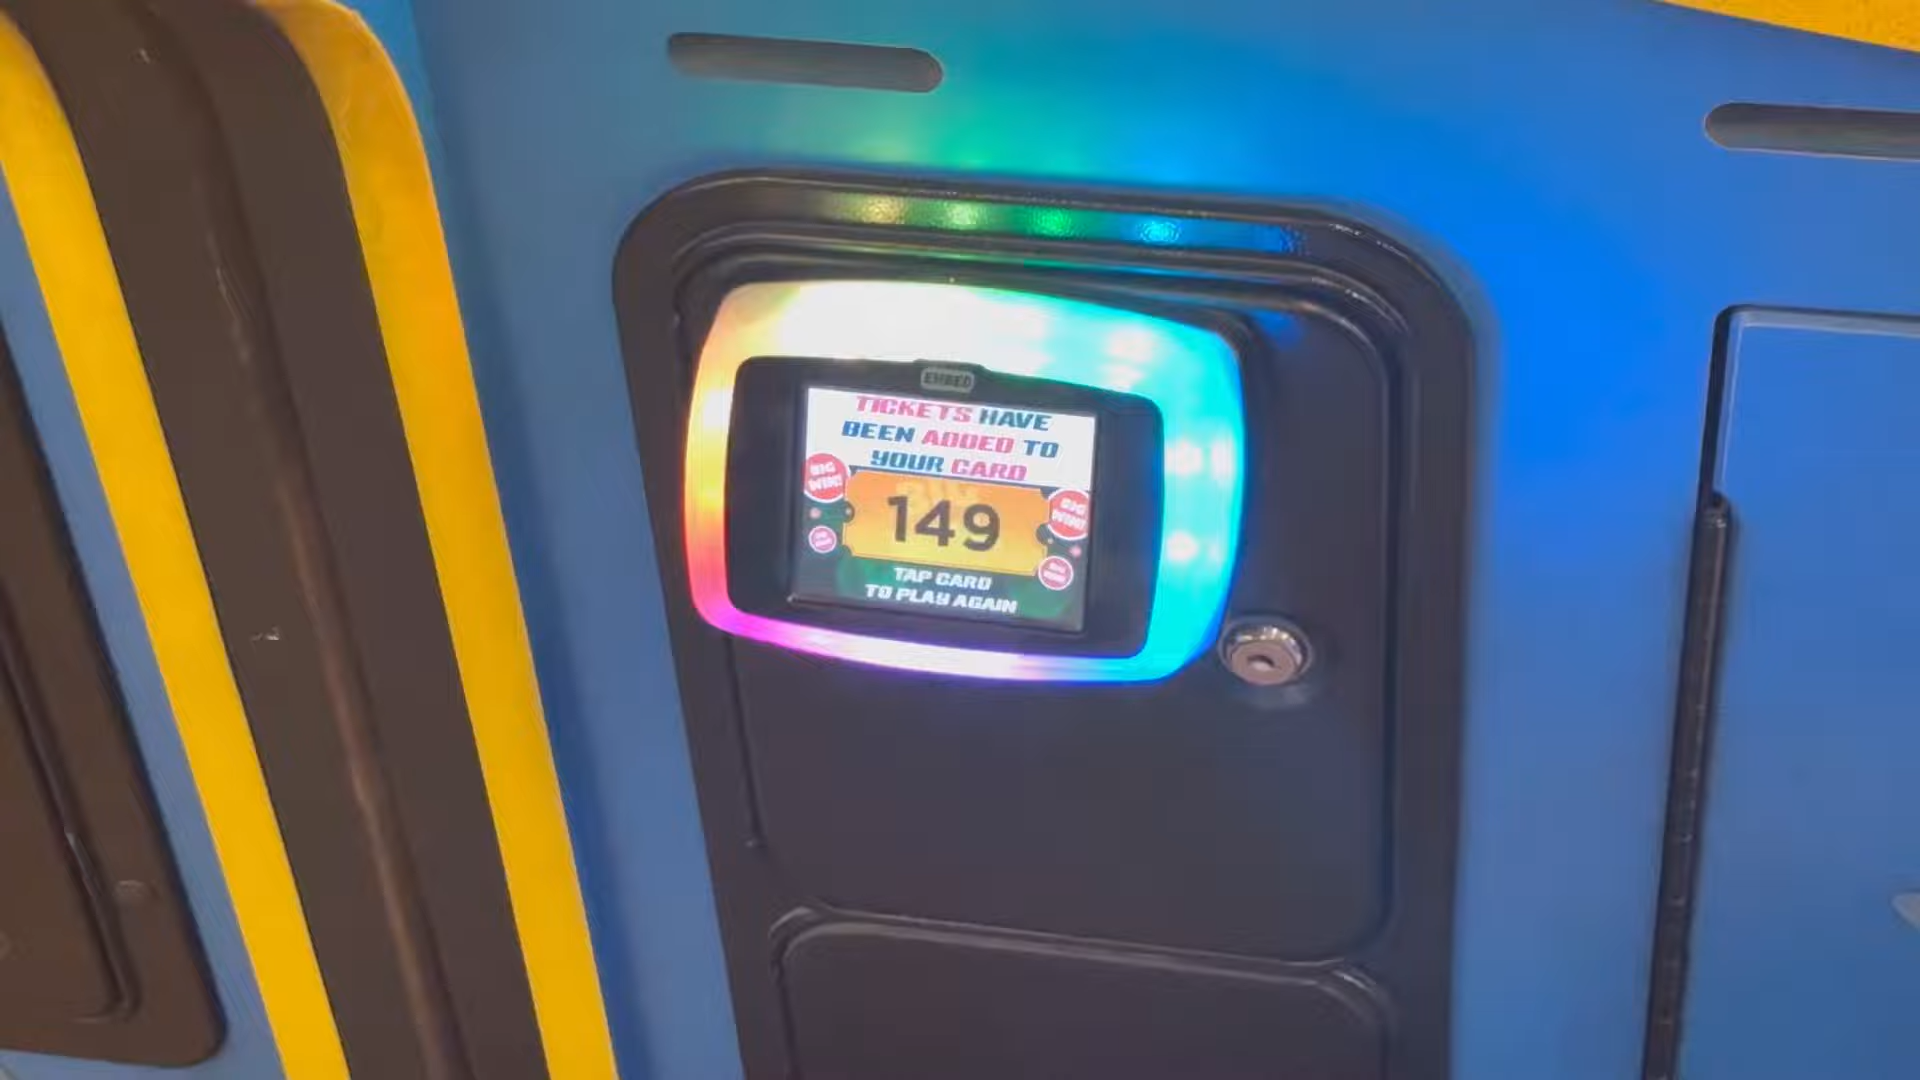 EMBED
TICKETS HAVE
BEEN ADDED TO
YOUR CARD
BIG
WIN!
BIG
WIN!
149
TAP CARD
TO PLAY AGAIN